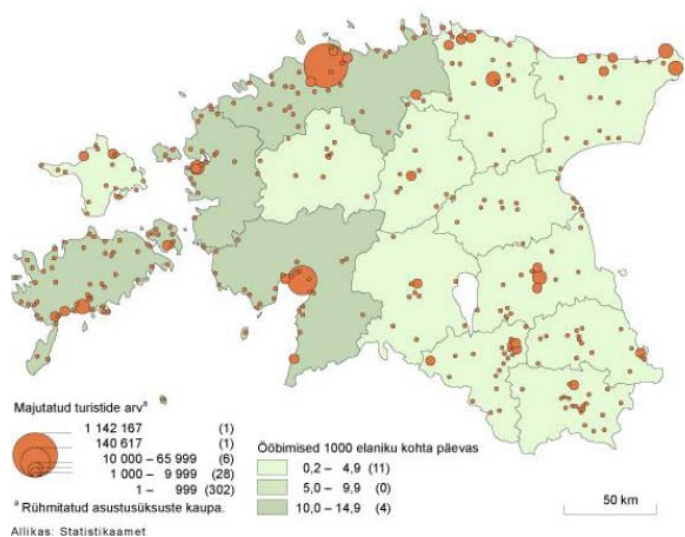 Majutatud turistide arvᵃ
1 142 167 (1)
140 617 (1)
10 000 – 65 999 (6)
1 000 – 9 999 (28)
1 – 999 (302)
ᵃ Rühmitatud asustusüksuste kaupa.
Ööbimised 1000 elaniku kohta päevas
0,2 – 4,9 (11)
5,0 – 9,9 (0)
10,0 – 14,9 (4)
50 km
Allikas: Statistikaamet